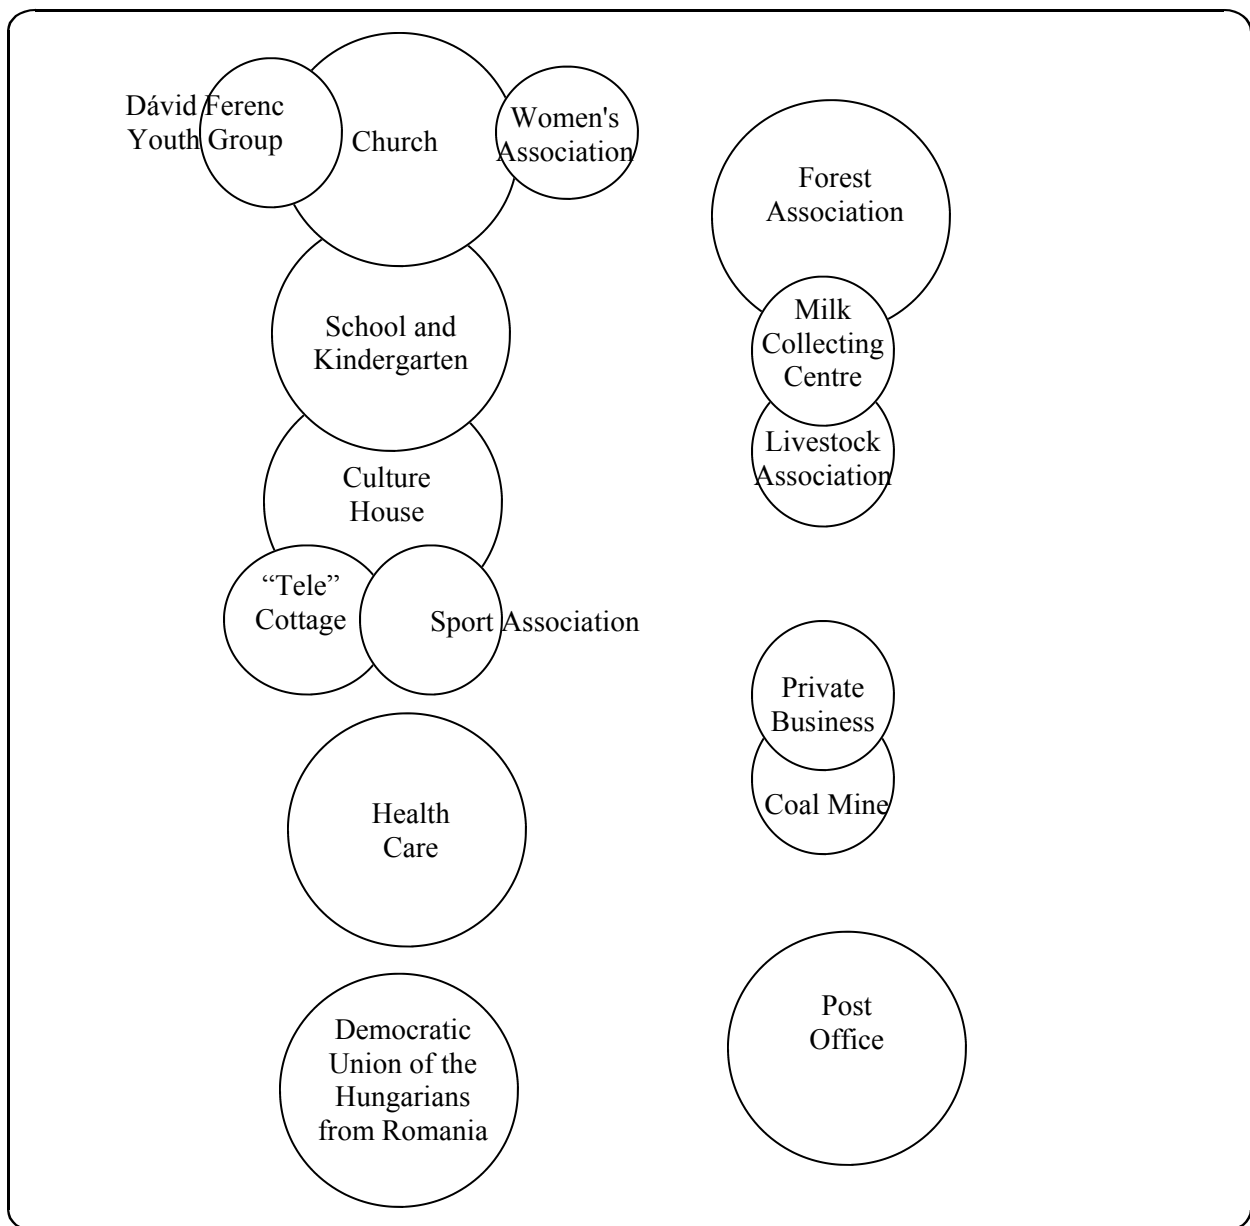 Dávid Ferenc
Youth Group
Church
Women's
Association
Forest
Association
School and
Kindergarten
Milk
Collecting
Centre
Livestock
Association
Culture
House
“Tele”
Cottage
Sport Association
Private
Business
Coal Mine
Health
Care
Post
Office
Democratic
Union of the
Hungarians
from Romania